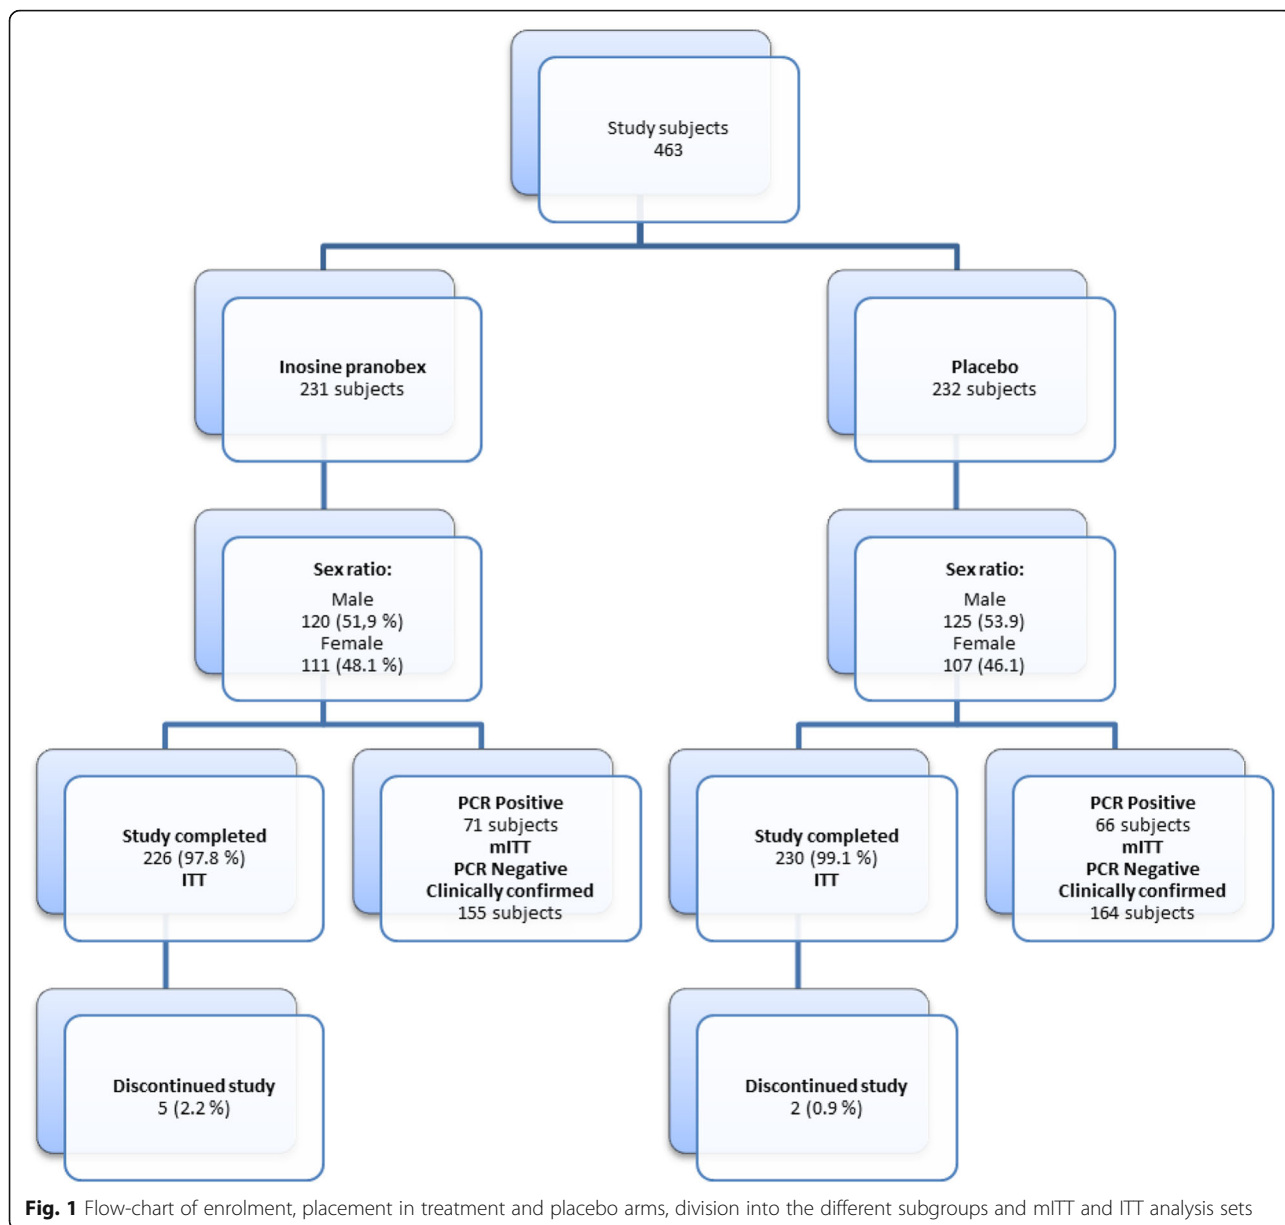 Study subjects
463
Inosine pranobex
231 subjects
Placebo
232 subjects
Sex ratio:
Male
120 (51,9 %)
Female
111 (48.1 %)
Sex ratio:
Male
125 (53.9)
Female
107 (46.1)
Study completed
226 (97.8 %)
ITT
PCR Positive
71 subjects
mITT
PCR Negative
Clinically confirmed
155 subjects
Study completed
230 (99.1 %)
ITT
PCR Positive
66 subjects
mITT
PCR Negative
Clinically confirmed
164 subjects
Discontinued study
5 (2.2 %)
Discontinued study
2 (0.9 %)
Fig. 1 Flow-chart of enrolment, placement in treatment and placebo arms, division into the different subgroups and mITT and ITT analysis sets